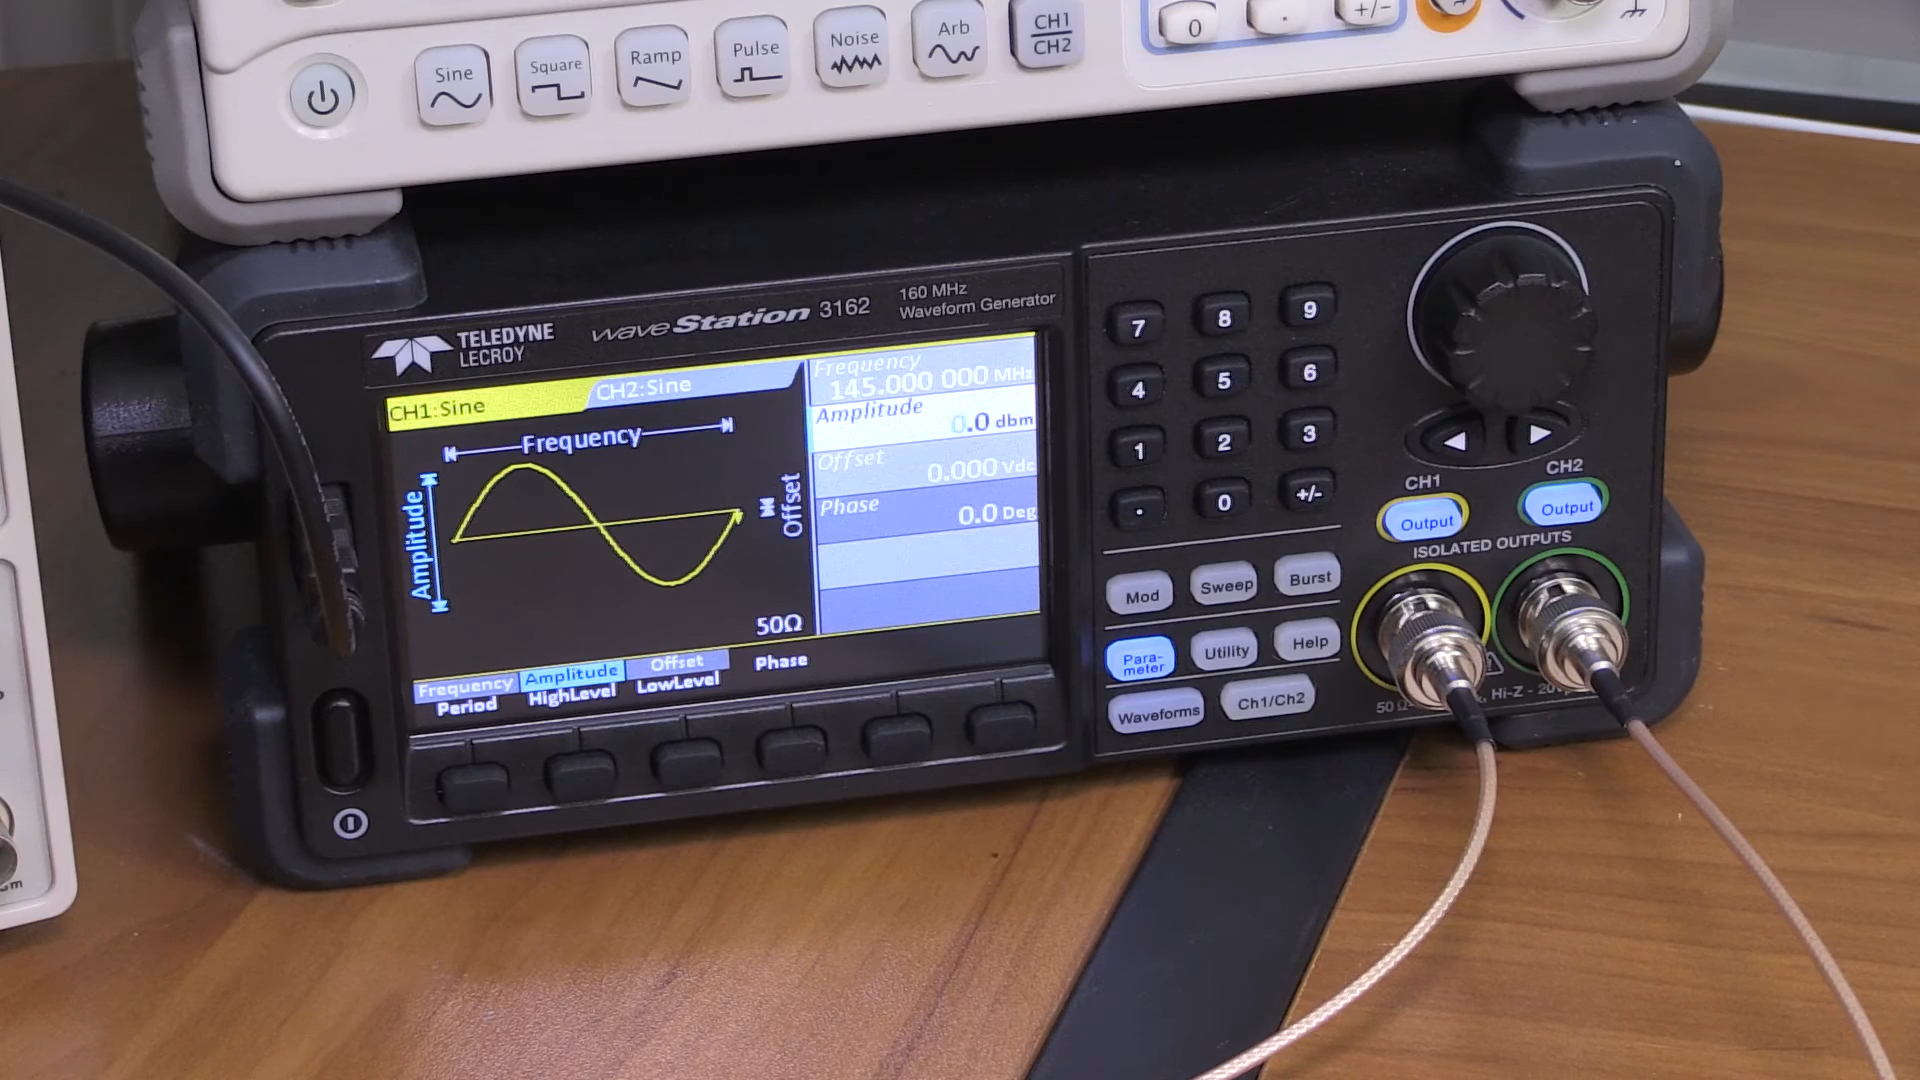 Sine
Square
Ramp
Pulse
Noise
Arb
CH1
CH2
0
.
+/-
TELEDYNE
LECROY
waveStation 3162
160 MHz
Waveform Generator
CH1:Sine
CH2:Sine
Frequency
Amplitude
Offset
50Ω
Frequency
145.000 000 MHz
Amplitude
0.0 dbm
Offset
0.000 Vdc
Phase
0.0 Deg
Frequency
Period
Amplitude
HighLevel
Offset
LowLevel
Phase
7 8 9
4 5 6
1 2 3
. 0 +/-
Mod Sweep Burst
Para-
meter
Utility
Help
Waveforms
Ch1/Ch2
CH1
Output
CH2
Output
ISOLATED OUTPUTS
50 Ω
Hi-Z - 20